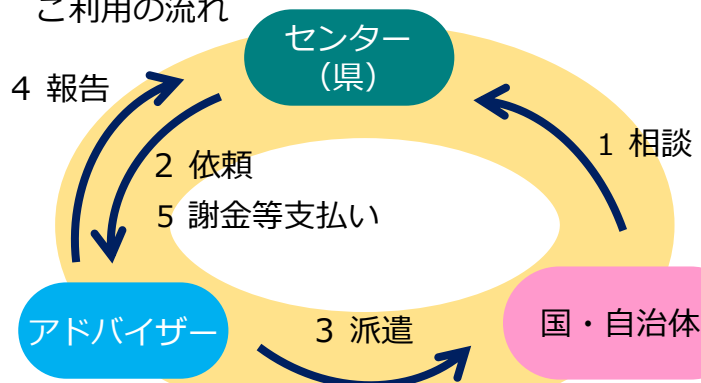 ご利用の流れ
センター
（県）
4 報告
1 相談
2 依頼
5 謝金等支払い
アドバイザー
3 派遣
国・自治体